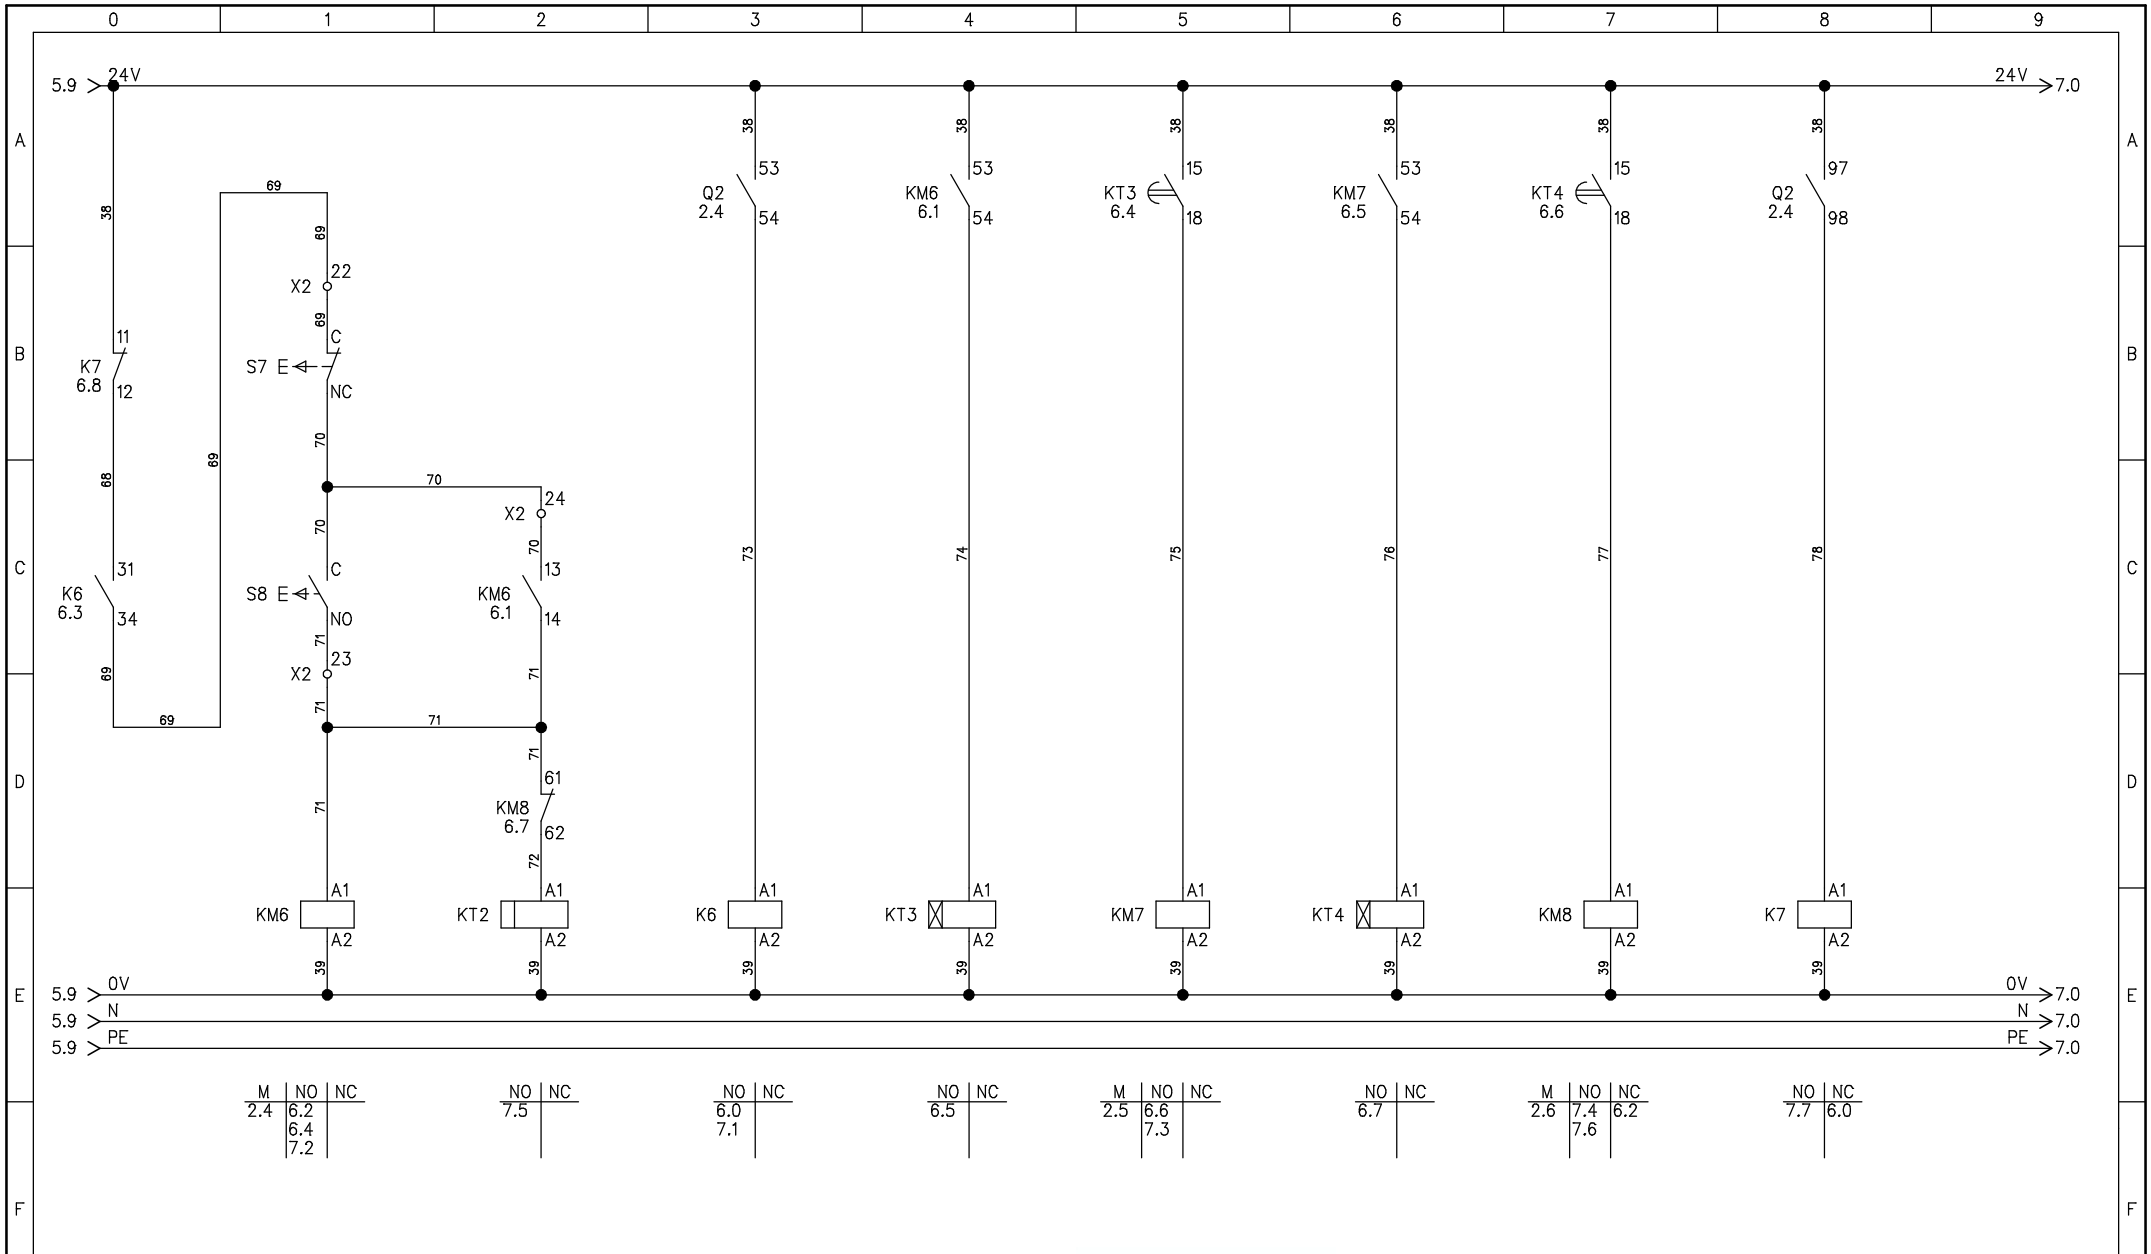 0 1 2 3 4 5 6 7 8 9
5.9 24V 24V 7.0
A 38 38 38 38 38 38 A
69
38
53 53 15 53 15 97
Q2 KM6 KT3 KM7 KT4 Q2
2.4 6.1 6.4 6.5 6.6 2.4
54 54 18 54 18 98
69
22
X2
69
11 C
B K7 S7 B
6.8
12 NC
70
69
68 70
24
X2
70
70 73 74 75 76 77 78
31 C 13
C K6 S8 KM6 C
6.3 6.1
34 NO 14
71
23
X2
69 71
71
69 71
71
61
D D
71 KM8
6.7
62
72
A1 A1 A1 A1 A1 A1 A1 A1
KM6 KT2 K6 KT3 KM7 KT4 KM8 K7
A2 A2 A2 A2 A2 A2 A2 A2
39 39 39 39 39 39 39 39
E 5.9 0V 0V 7.0 E
5.9 N N 7.0
5.9 PE PE 7.0
M NO NC NO NC NO NC NO NC M NO NC NO NC M NO NC NO NC
2.4 6.2 7.5 6.0 6.5 2.5 6.6 6.7 2.6 7.4 6.2 7.7 6.0
6.4 7.1 7.3 7.6
7.2
F F